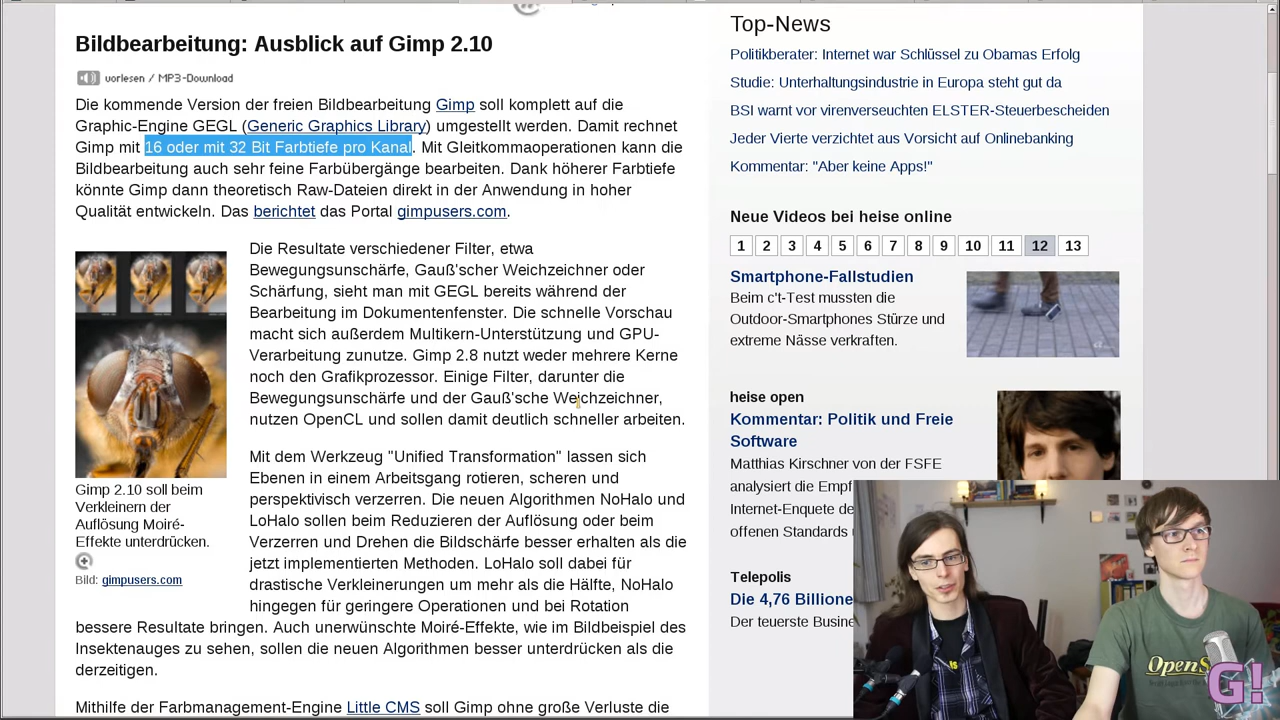 Bildbearbeitung: Ausblick auf Gimp 2.10
vorlesen / MP3-Download
Die kommende Version der freien Bildbearbeitung Gimp soll komplett auf die
Graphic-Engine GEGL (Generic Graphics Library) umgestellt werden. Damit rechnet
Gimp mit 16 oder mit 32 Bit Farbtiefe pro Kanal. Mit Gleitkommaoperationen kann die
Bildbearbeitung auch sehr feine Farbübergänge bearbeiten. Dank höherer Farbtiefe
könnte Gimp dann theoretisch Raw-Dateien direkt in der Anwendung in hoher
Qualität entwickeln. Das berichtet das Portal gimpusers.com.
Die Resultate verschiedener Filter, etwa
Bewegungsunschärfe, Gauß'scher Weichzeichner oder
Schärfung, sieht man mit GEGL bereits während der
Bearbeitung im Dokumentenfenster. Die schnelle Vorschau
macht sich außerdem Multikern-Unterstützung und GPU-
Verarbeitung zunutze. Gimp 2.8 nutzt weder mehrere Kerne
noch den Grafikprozessor. Einige Filter, darunter die
Bewegungsunschärfe und der Gauß'sche Weichzeichner,
nutzen OpenCL und sollen damit deutlich schneller arbeiten.
Gimp 2.10 soll beim
Verkleinern der
Auflösung Moiré-
Effekte unterdrücken.
Bild: gimpusers.com
Mit dem Werkzeug "Unified Transformation" lassen sich
Ebenen in einem Arbeitsgang rotieren, scheren und
perspektivisch verzerren. Die neuen Algorithmen NoHalo und
LoHalo sollen beim Reduzieren der Auflösung oder beim
Verzerren und Drehen die Bildschärfe besser erhalten als die
jetzt implementierten Methoden. LoHalo soll dabei für
drastische Verkleinerungen um mehr als die Hälfte, NoHalo
hingegen für geringere Operationen und bei Rotation
bessere Resultate bringen. Auch unerwünschte Moiré-Effekte, wie im Bildbeispiel des
Insektenauges zu sehen, sollen die neuen Algorithmen besser unterdrücken als die
derzeitigen.
Mithilfe der Farbmanagement-Engine Little CMS soll Gimp ohne große Verluste die
Top-News
Politikberater: Internet war Schlüssel zu Obamas Erfolg
Studie: Unterhaltungsindustrie in Europa steht gut da
BSI warnt vor virenverseuchten ELSTER-Steuerbescheiden
Jeder Vierte verzichtet aus Vorsicht auf Onlinebanking
Kommentar: "Aber keine Apps!"
Neue Videos bei heise online
1 2 3 4 5 6 7 8 9 10 11 12 13
Smartphone-Fallstudien
Beim c't-Test mussten die
Outdoor-Smartphones Stürze und
extreme Nässe verkraften.
heise open
Kommentar: Politik und Freie
Software
Matthias Kirschner von der FSFE
analysiert die Empf
Internet-Enquete de
offenen Standards
Telepolis
Die 4,76 Billione
Der teuerste Busine
OpenS
G!